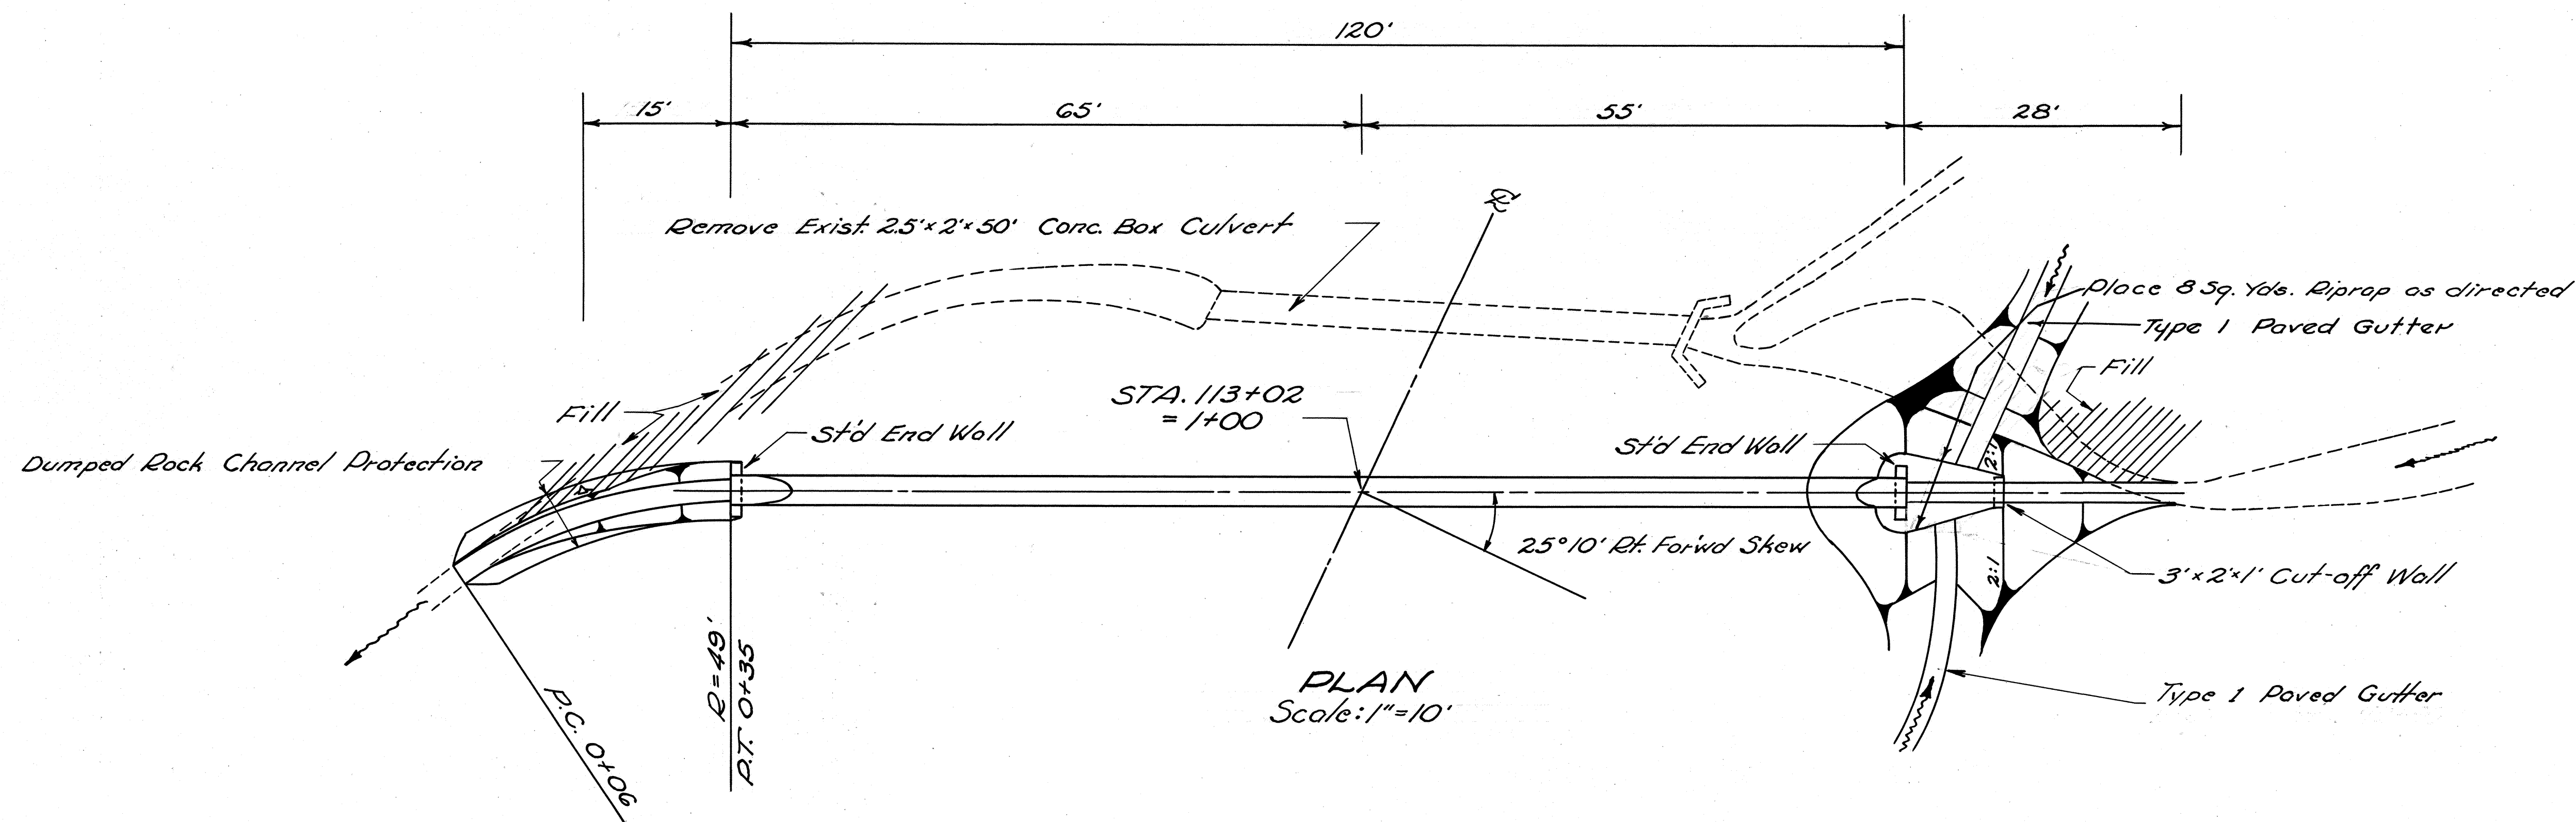 120'
15'
65'
55'
28'
℄
Remove Exist. 2.5'×2'×50' Conc. Box Culvert
Place 8 Sq. Yds. Riprap as directed
Type 1 Paved Gutter
Fill
STA. 113+02
= 1+00
Fill
St'd End Wall
St'd End Wall
Dumped Rock Channel Protection
2:1
25°10' Rt. For'wd Skew
2:1
3'×2'×1' Cut-off Wall
R=49'
P.T. 0+35
P.C. 0+06
PLAN
Scale: 1"=10'
Type 1 Paved Gutter